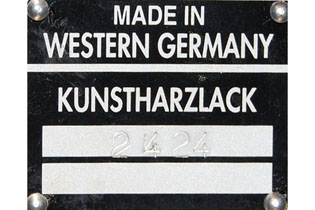 MADE IN
WESTERN GERMANY
KUNSTHARZLACK
2424